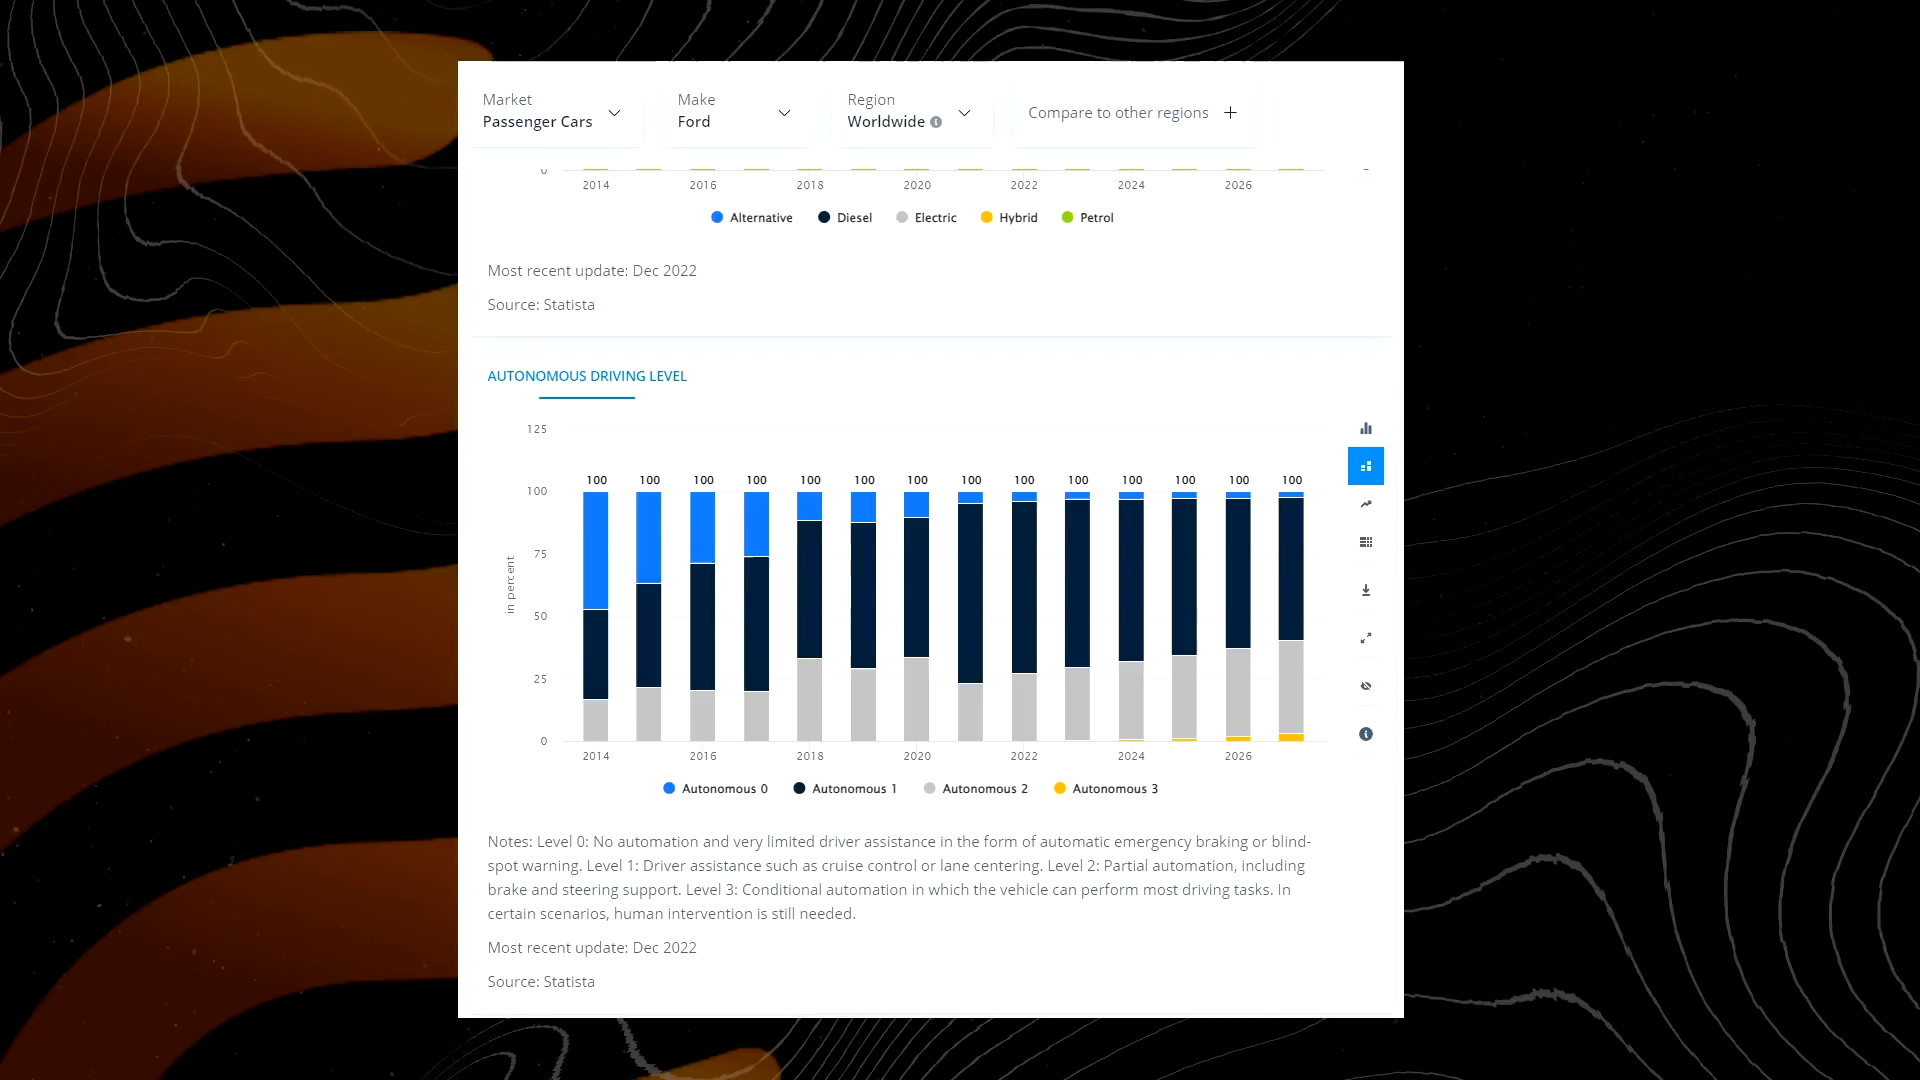 Market
Passenger Cars
Make
Ford
Region
Worldwide
Compare to other regions +
0
2014 2016 2018 2020 2022 2024 2026
Alternative Diesel Electric Hybrid Petrol
Most recent update: Dec 2022
Source: Statista
AUTONOMOUS DRIVING LEVEL
125
100 100 100 100 100 100 100 100 100 100 100 100 100 100
100
75
in percent
50
25
0
2014 2016 2018 2020 2022 2024 2026
Autonomous 0 Autonomous 1 Autonomous 2 Autonomous 3
Notes: Level 0: No automation and very limited driver assistance in the form of automatic emergency braking or blind-
spot warning. Level 1: Driver assistance such as cruise control or lane centering. Level 2: Partial automation, including
brake and steering support. Level 3: Conditional automation in which the vehicle can perform most driving tasks. In
certain scenarios, human intervention is still needed.
Most recent update: Dec 2022
Source: Statista